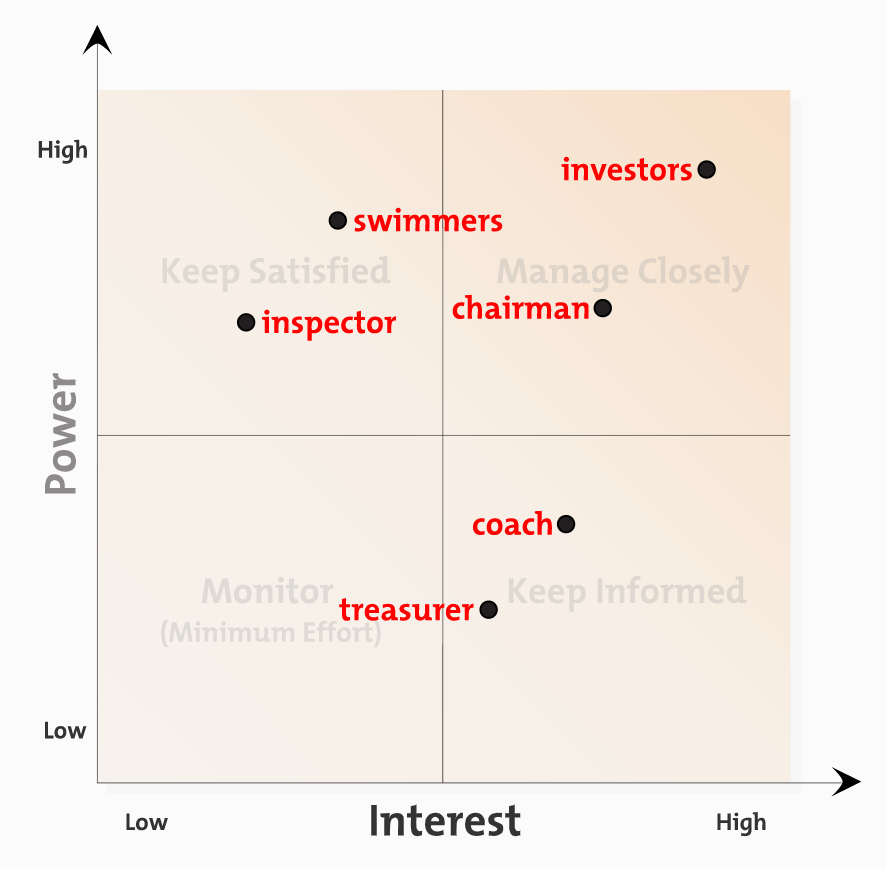 High
investors
swimmers
Keep Satisfied
Manage Closely
chairman
inspector
Power
coach
Monitor
Keep Informed
treasurer
(Minimum Effort)
Low
Low
Interest
High